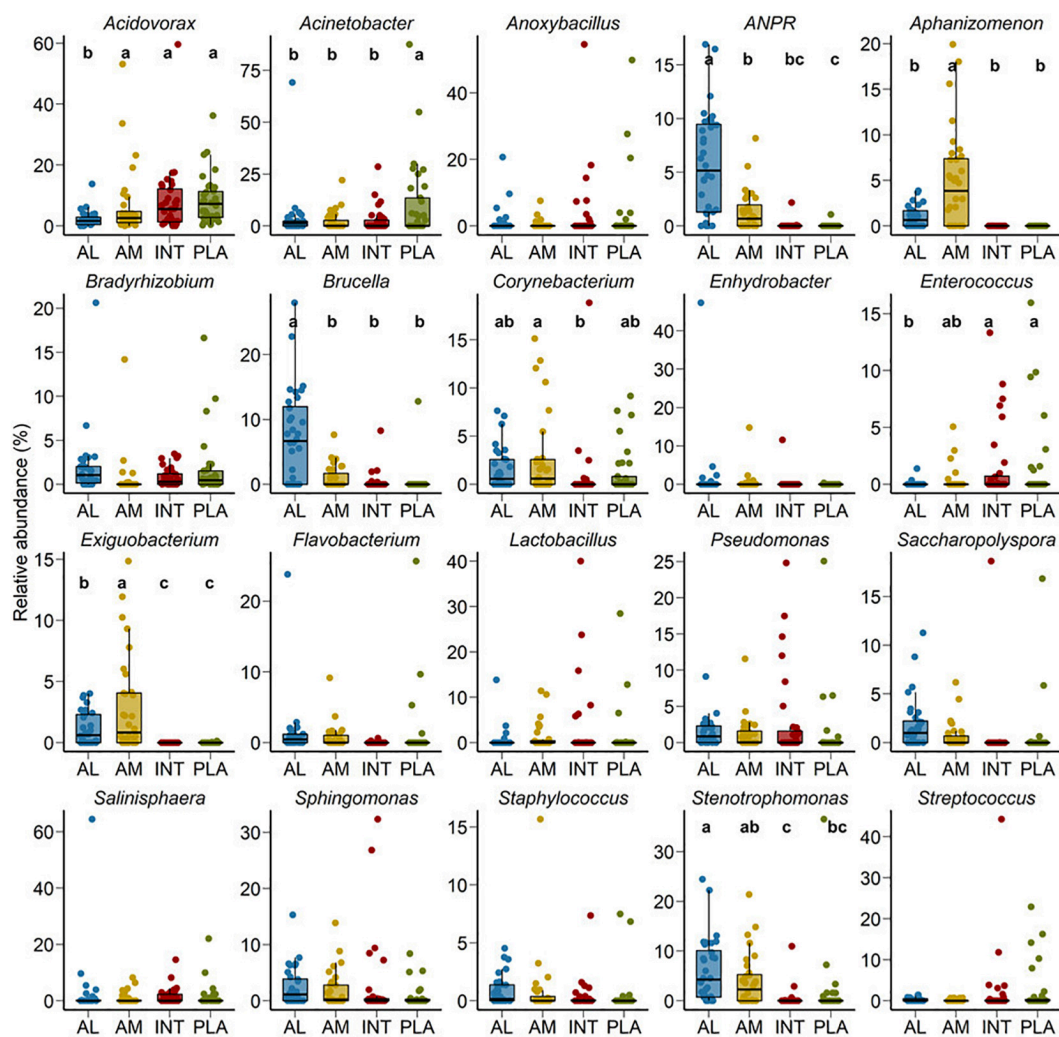 Relative abundance (%)
Acidovorax Acinetobacter Anoxybacillus ANPR Aphanizomenon
60 40 20 0
b a a a
AL AM INT PLA
75 50 25 0
b b b a
AL AM INT PLA
40 20 0
AL AM INT PLA
15 10 5 0
a b bc c
AL AM INT PLA
20 15 10 5 0
b a b b
AL AM INT PLA
Bradyrhizobium Brucella Corynebacterium Enhydrobacter Enterococcus
20 15 10 5 0
AL AM INT PLA
20 10 0
a b b b
AL AM INT PLA
15 10 5 0
ab a b ab
AL AM INT PLA
40 30 20 10 0
AL AM INT PLA
15 10 5 0
b ab a a
AL AM INT PLA
Exiguobacterium Flavobacterium Lactobacillus Pseudomonas Saccharopolyspora
15 10 5 0
b a c c
AL AM INT PLA
20 10 0
AL AM INT PLA
40 30 20 10 0
AL AM INT PLA
25 20 15 10 5 0
AL AM INT PLA
15 10 5 0
AL AM INT PLA
Salinisphaera Sphingomonas Staphylococcus Stenotrophomonas Streptococcus
60 40 20 0
AL AM INT PLA
30 20 10 0
AL AM INT PLA
15 10 5 0
AL AM INT PLA
30 20 10 0
a ab c bc
AL AM INT PLA
40 30 20 10 0
AL AM INT PLA